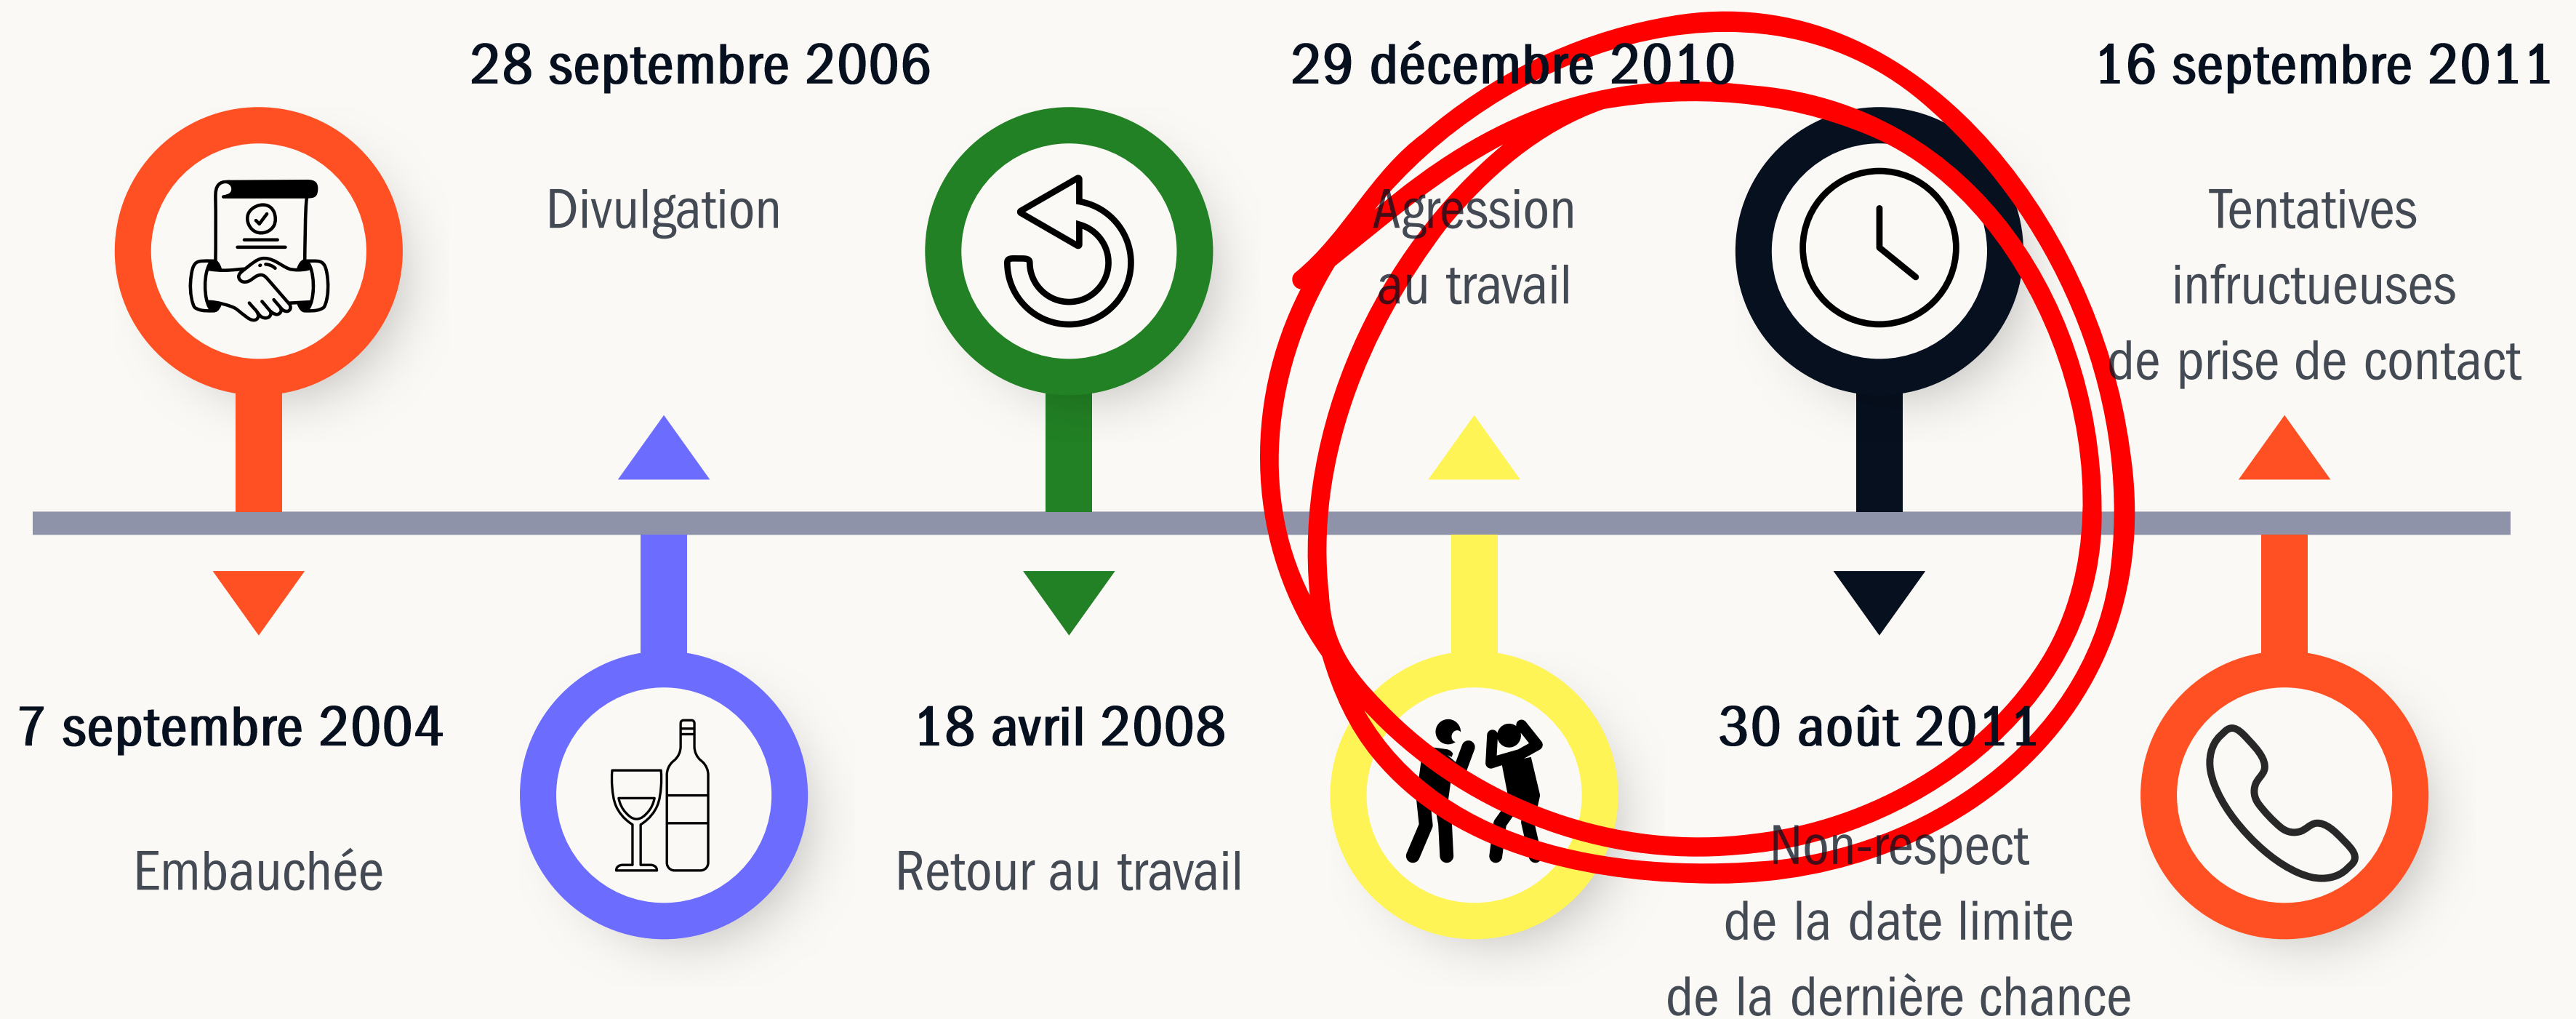 7 septembre 2004
Embauchée
28 septembre 2006
Divulgation
18 avril 2008
Retour au travail
29 décembre 2010
Agression
au travail
30 août 2011
Non-respect
de la date limite
de la dernière chance
16 septembre 2011
Tentatives
infructueuses
de prise de contact